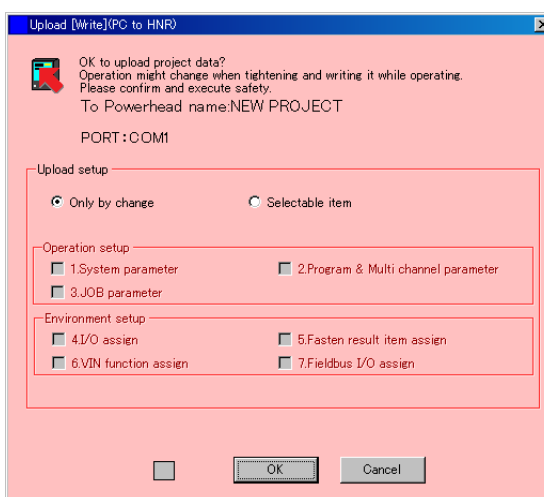 Upload [Write](PC to HNR)
OK to upload project data?
Operation might change when tightening and writing it while operating.
Please confirm and execute safety.
To Powerhead name:NEW PROJECT
PORT:COM1
Upload setup
Only by change
Selectable item
Operation setup
1.System parameter
2.Program & Multi channel parameter
3.JOB parameter
Environment setup
4.I/O assign
5.Fasten result item assign
6.VIN function assign
7.Fieldbus I/O assign
OK
Cancel